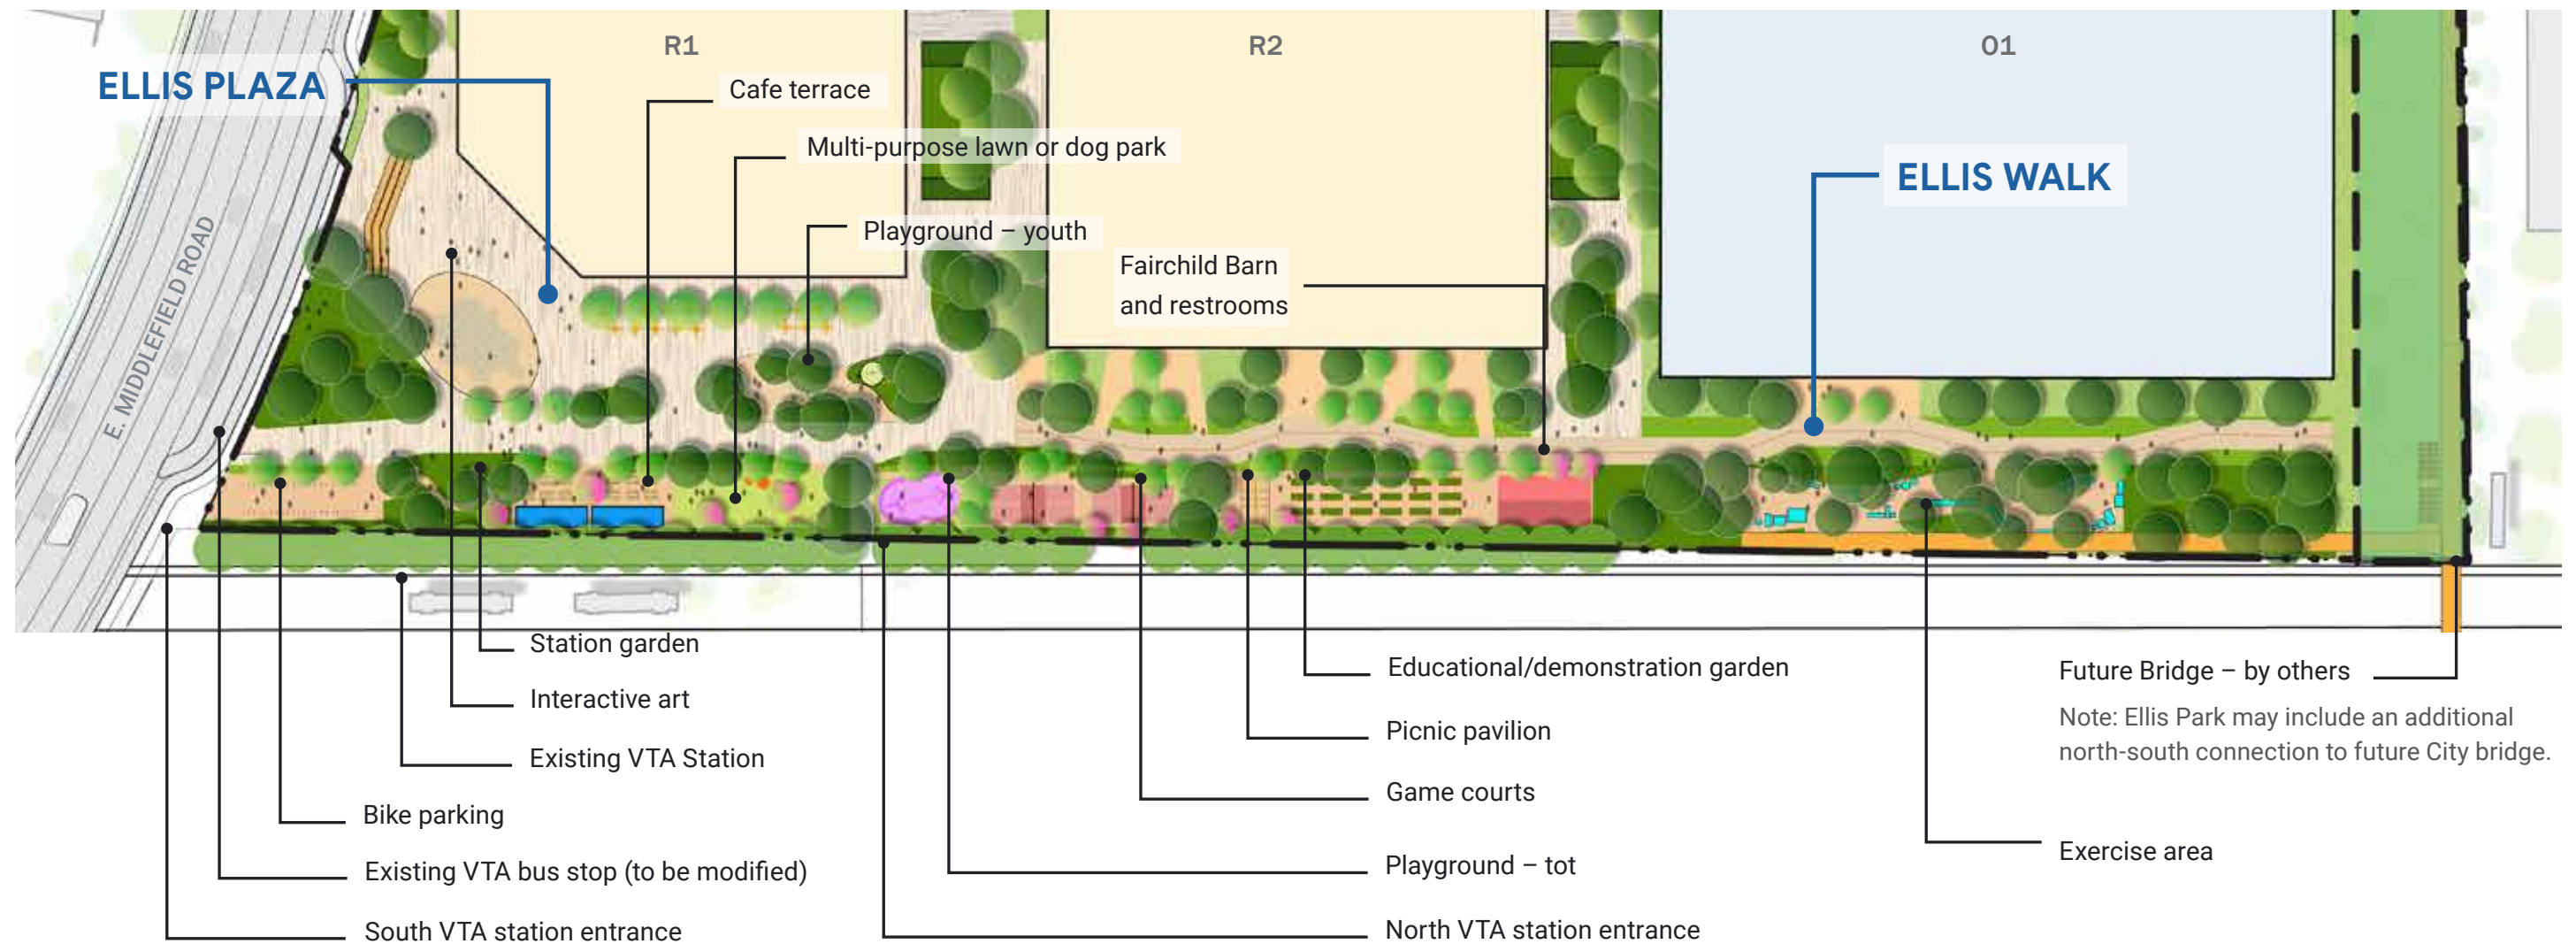 R1
R2
O1
ELLIS PLAZA
Cafe terrace
Multi-purpose lawn or dog park
ELLIS WALK
Playground – youth
Fairchild Barn
and restrooms
E. MIDDLEFIELD ROAD
Station garden
Interactive art
Existing VTA Station
Bike parking
Existing VTA bus stop (to be modified)
South VTA station entrance
Educational/demonstration garden
Picnic pavilion
Game courts
Playground – tot
North VTA station entrance
Future Bridge – by others
Note: Ellis Park may include an additional
north-south connection to future City bridge.
Exercise area